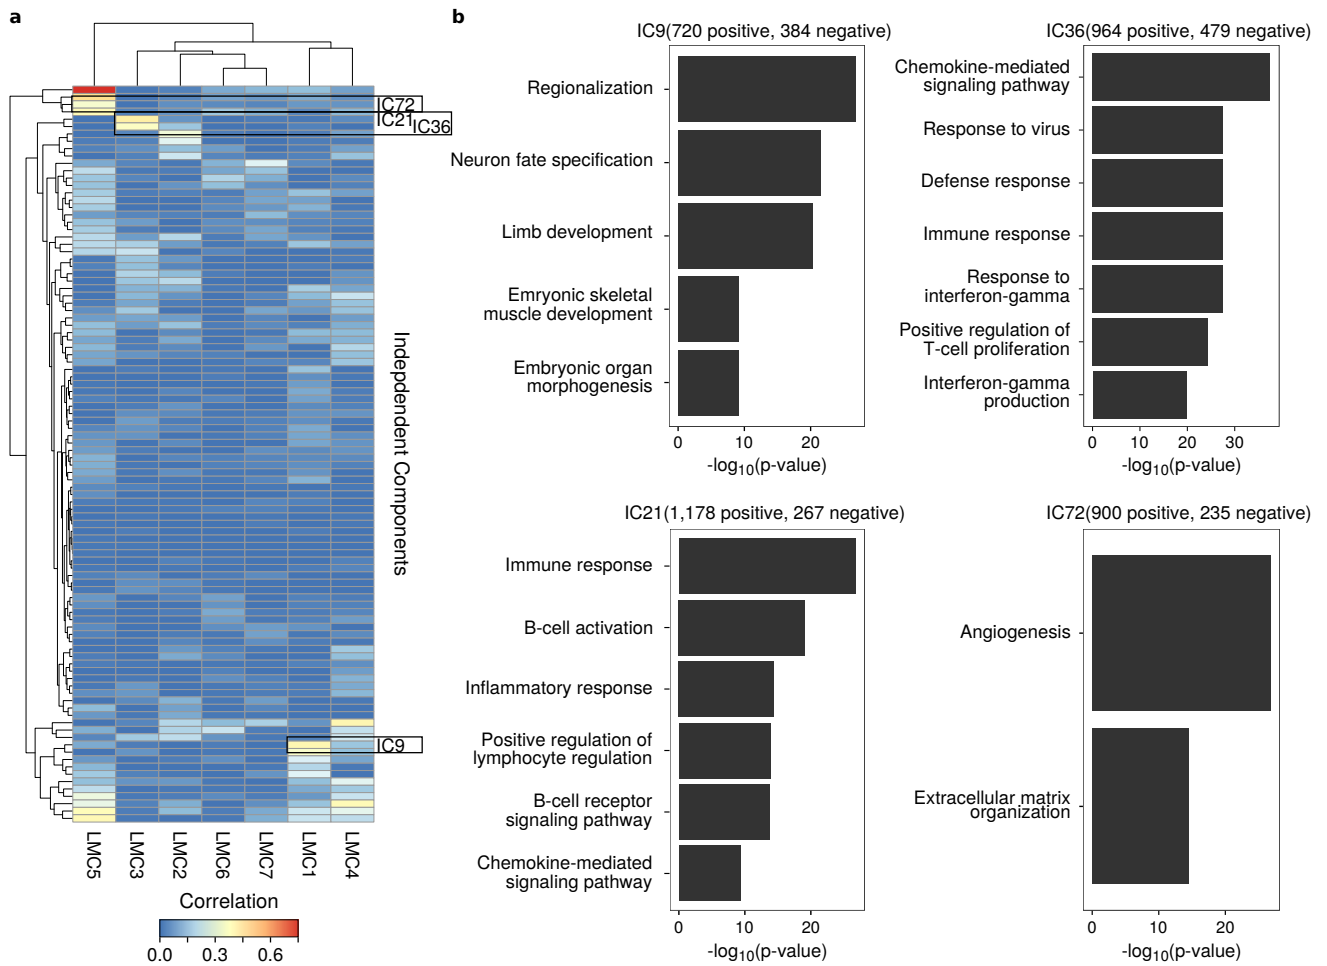 a
IC72
IC21
IC36
IC9
Indepdendent Components
LMC5
LMC3
LMC2
LMC6
LMC7
LMC1
LMC4
Correlation
0.0 0.3 0.6
b
IC9(720 positive, 384 negative)
Regionalization
Neuron fate specification
Limb development
Emryonic skeletal
muscle development
Embryonic organ
morphogenesis
0 10 20
-log10(p-value)
IC36(964 positive, 479 negative)
Chemokine-mediated
signaling pathway
Response to virus
Defense response
Immune response
Response to
interferon-gamma
Positive regulation of
T-cell proliferation
Interferon-gamma
production
0 10 20 30
-log10(p-value)
IC21(1,178 positive, 267 negative)
Immune response
B-cell activation
Inflammatory response
Positive regulation of
lymphocyte regulation
B-cell receptor
signaling pathway
Chemokine-mediated
signaling pathway
0 10 20
-log10(p-value)
IC72(900 positive, 235 negative)
Angiogenesis
Extracellular matrix
organization
0 10 20
-log10(p-value)